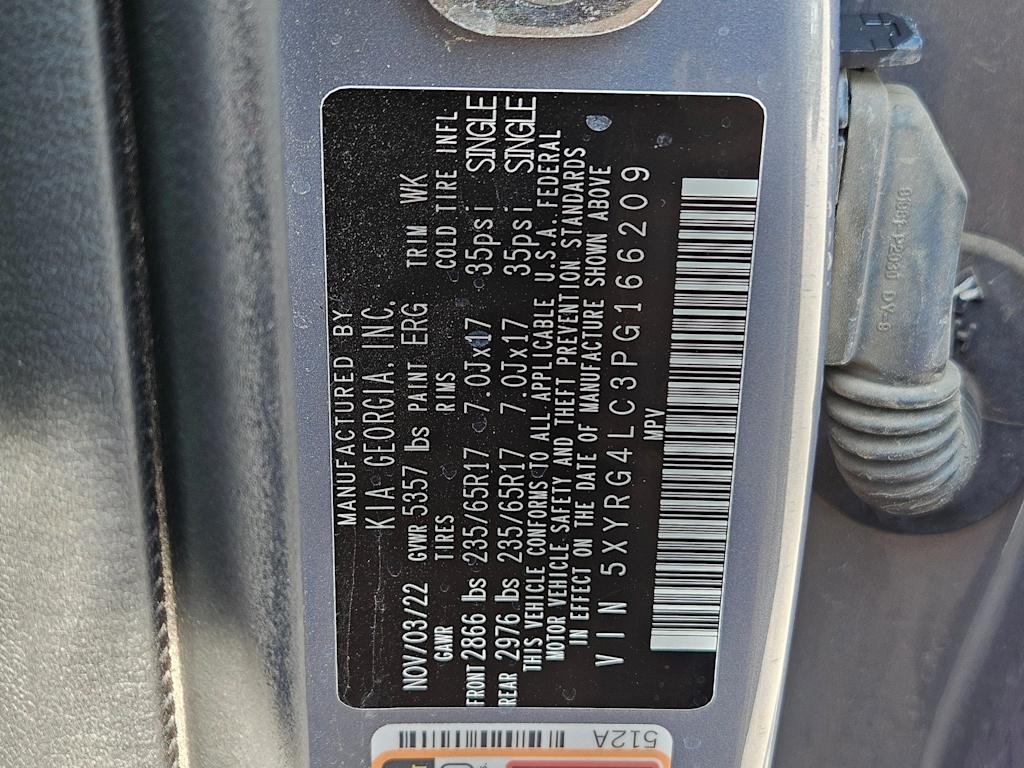 MANUFACTURED BY
KIA GEORGIA, INC.
NOV/03/22 GVWR 5357 lbs PAINT ERG TRIM WK
GAWR TIRES RIMS COLD TIRE INFL
FRONT 2866 lbs 235/65R17 7.0Jx17 35psi SINGLE
REAR 2976 lbs 235/65R17 7.0Jx17 35psi SINGLE
THIS VEHICLE CONFORMS TO ALL APPLICABLE U.S.A. FEDERAL
MOTOR VEHICLE SAFETY AND THEFT PREVENTION STANDARDS
IN EFFECT ON THE DATE OF MANUFACTURE SHOWN ABOVE
VIN 5XYRG4LC3PG166209
MPV
512A